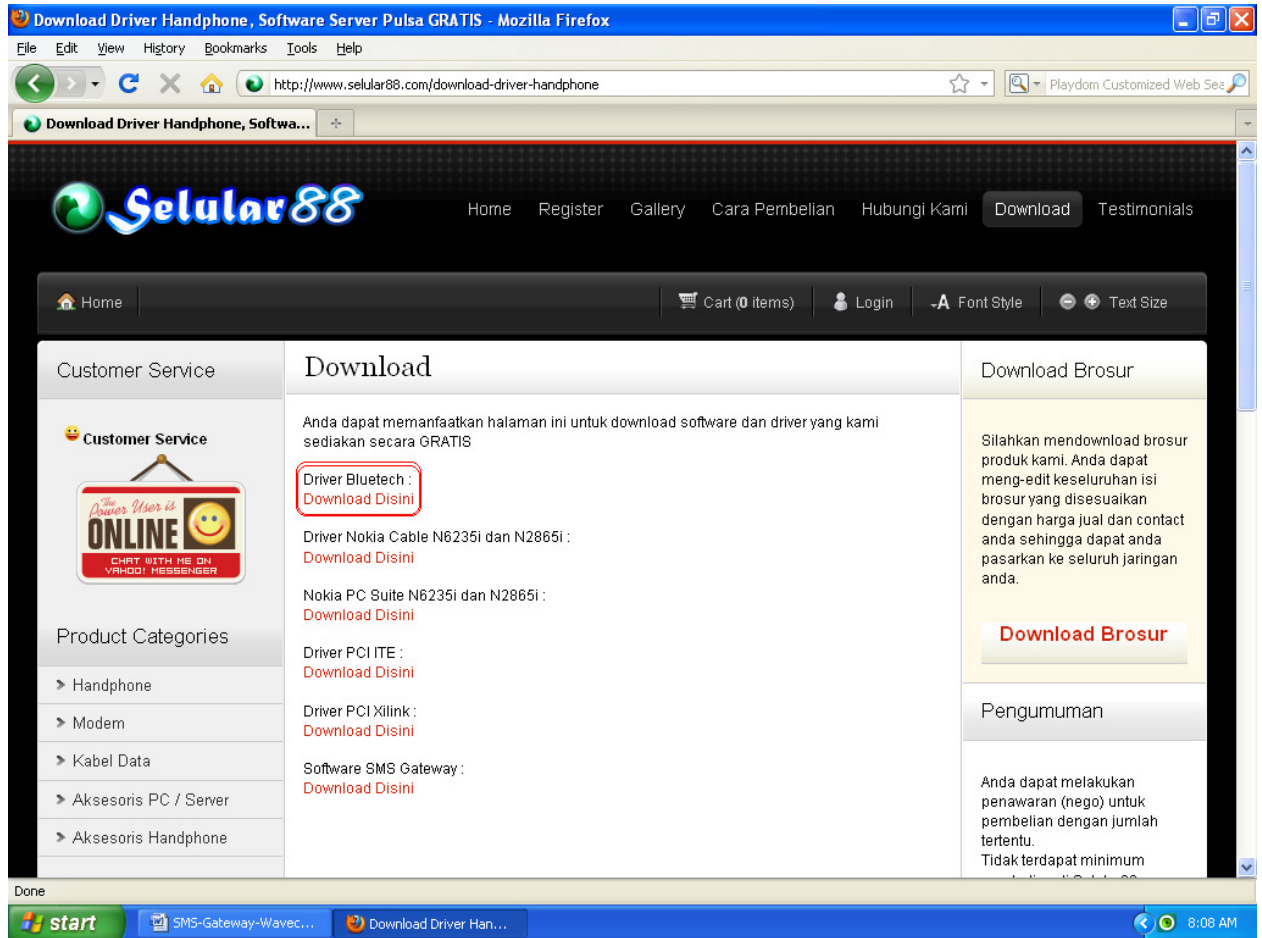 Download Driver Handphone, Software Server Pulsa GRATIS - Mozilla Firefox
File Edit View History Bookmarks Tools Help
http://www.selular88.com/download-driver-handphone
Playdom Customized Web Sea
Download Driver Handphone, Softwa...
Selular88
Home Register Gallery Cara Pembelian Hubungi Kami Download Testimonials
Home Cart (0 items) Login -A Font Style Text Size
Customer Service
Customer Service
The Power User is
ONLINE
CHAT WITH ME ON
YAHOO! MESSENGER
Product Categories
Handphone
Modem
Kabel Data
Aksesoris PC / Server
Aksesoris Handphone
Download
Anda dapat memanfaatkan halaman ini untuk download software dan driver yang kami
sediakan secara GRATIS
Driver Bluetech :
Download Disini
Driver Nokia Cable N6235i dan N2865i :
Download Disini
Nokia PC Suite N6235i dan N2865i :
Download Disini
Driver PCI ITE :
Download Disini
Driver PCI Xilink :
Download Disini
Software SMS Gateway :
Download Disini
Download Brosur
Silahkan mendownload brosur
produk kami. Anda dapat
meng-edit keseluruhan isi
brosur yang disesuaikan
dengan harga jual dan contact
anda sehingga dapat anda
pasarkan ke seluruh jaringan
anda.
Download Brosur
Pengumuman
Anda dapat melakukan
penawaran (nego) untuk
pembelian dengan jumlah
tertentu.
Tidak terdapat minimum
Done
start SMS-Gateway-Wavec... Download Driver Han... 8:08 AM